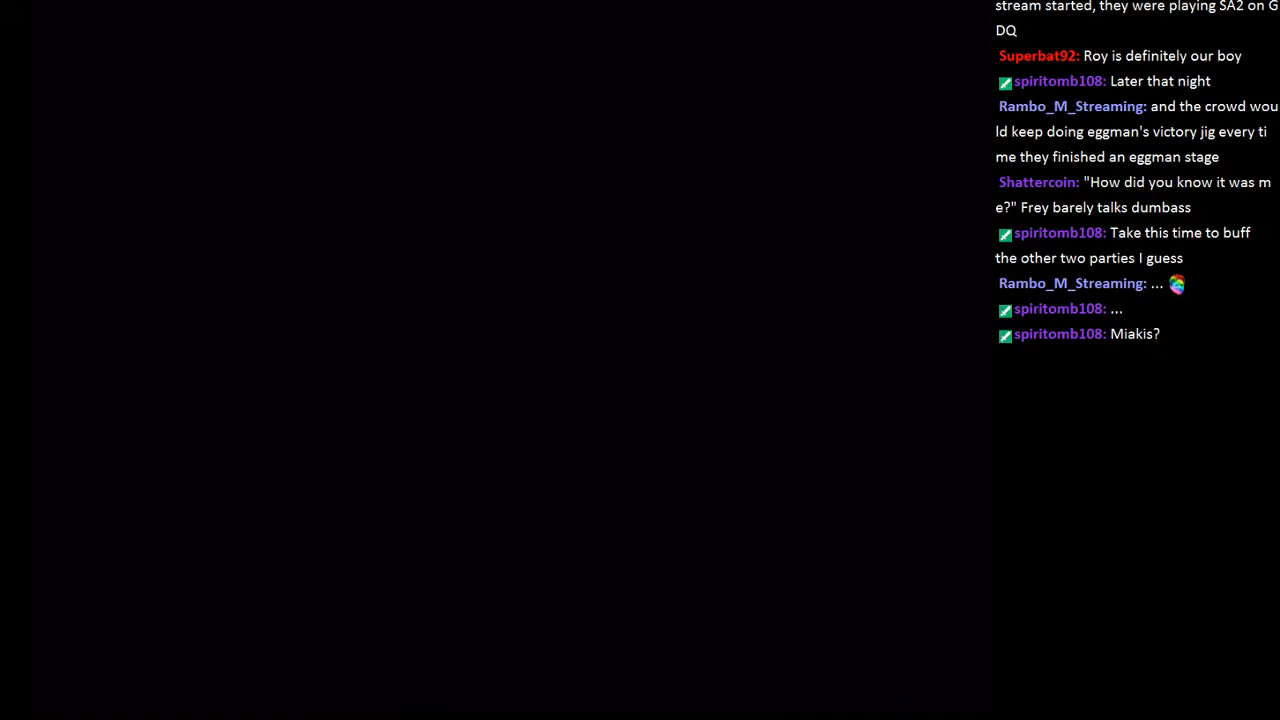 stream started, they were playing SA2 on G
DQ
Superbat92: Roy is definitely our boy
spiritomb108: Later that night
Rambo_M_Streaming: and the crowd wou
ld keep doing eggman's victory jig every ti
me they finished an eggman stage
Shattercoin: "How did you know it was m
e?" Frey barely talks dumbass
spiritomb108: Take this time to buff
the other two parties I guess
Rambo_M_Streaming: ...
spiritomb108: ...
spiritomb108: Miakis?